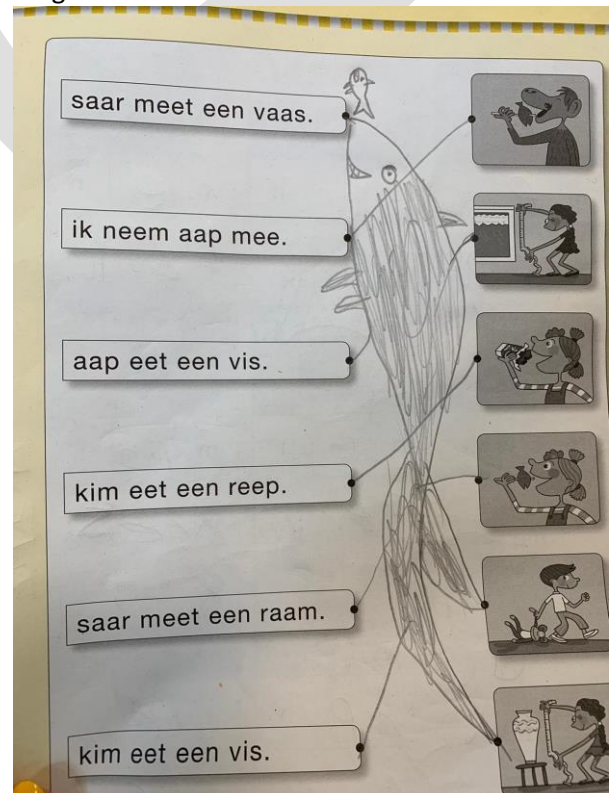 saar meet een vaas.
ik neem aap mee.
aap eet een vis.
kim eet een reep.
saar meet een raam.
kim eet een vis.